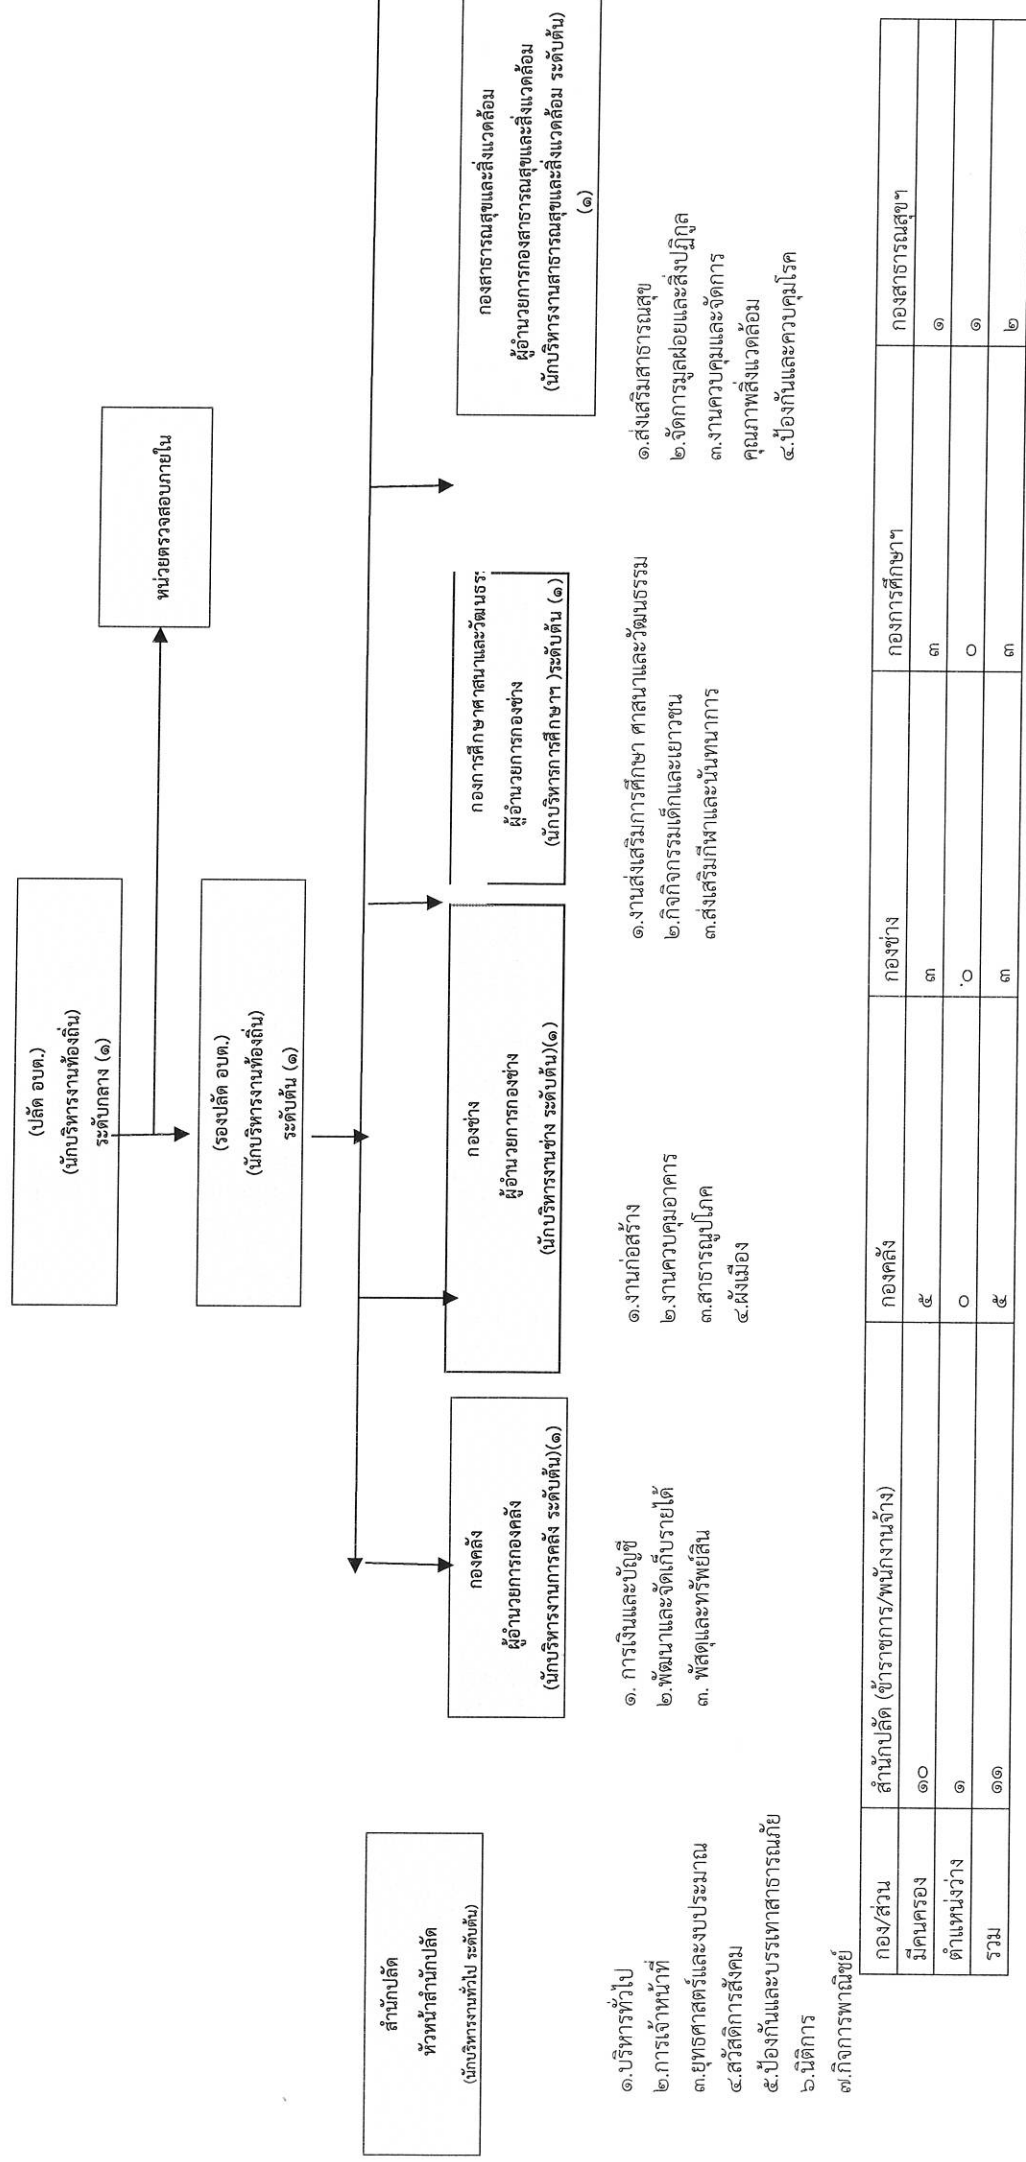 (ปลัด อบต.)
(นักบริหารงานท้องถิ่น)
ระดับกลาง (๑)
หน่วยตรวจสอบภายใน
(รองปลัด อบต.)
(นักบริหารงานท้องถิ่น)
ระดับต้น (๑)
สำนักปลัด
หัวหน้าสำนักปลัด
(นักบริหารงานทั่วไป ระดับต้น)
กองคลัง
ผู้อำนวยการกองคลัง
(นักบริหารงานการคลัง ระดับต้น)(๑)
กองช่าง
ผู้อำนวยการกองช่าง
(นักบริหารงานช่าง ระดับต้น)(๑)
กองการศึกษาศาสนาและวัฒนธรร
ผู้อำนวยการกองช่าง
(นักบริหารการศึกษาฯ )ระดับต้น (๑)
กองสาธารณสุขและสิ่งแวดล้อม
ผู้อำนวยการกองสาธารณสุขและสิ่งแวดล้อม
(นักบริหารงานสาธารณสุขและสิ่งแวดล้อม ระดับต้น)
(๑)
๑.บริหารทั่วไป
๒.การเจ้าหน้าที่
๓.ยุทธศาสตร์และงบประมาณ
๔.สวัสดิการสังคม
๕.ป้องกันและบรรเทาสาธารณภัย
๖.นิติการ
๗.กิจการพาณิชย์
๑. การเงินและบัญชี
๒.พัฒนาและจัดเก็บรายได้
๓. พัสดุและทรัพย์สิน
๑.งานก่อสร้าง
๒.งานควบคุมอาคาร
๓.สาธารณูปโภค
๔.ผังเมือง
๑.งานส่งเสริมการศึกษา ศาสนาและวัฒนธรรม
๒.กิจกิจกรรมเด็กและเยาวชน
๓.ส่งเสริมกีฬาและนันทนาการ
๑.ส่งเสริมสาธารณสุข
๒.จัดการมูลฝอยและสิ่งปฏิกูล
๓.งานควบคุมและจัดการ
คุณภาพสิ่งแวดล้อม
๔.ป้องกันและควบคุมโรค
กอง/ส่วน สำนักปลัด (ข้าราชการ/พนักงานจ้าง) กองคลัง กองช่าง กองการศึกษาฯ กองสาธารณสุขฯ
มีคนครอง ๑๐ ๕ ๓ ๓ ๑
ตำแหน่งว่าง ๑ ๐ ๐ ๐ ๑
รวม ๑๑ ๕ ๓ ๓ ๒